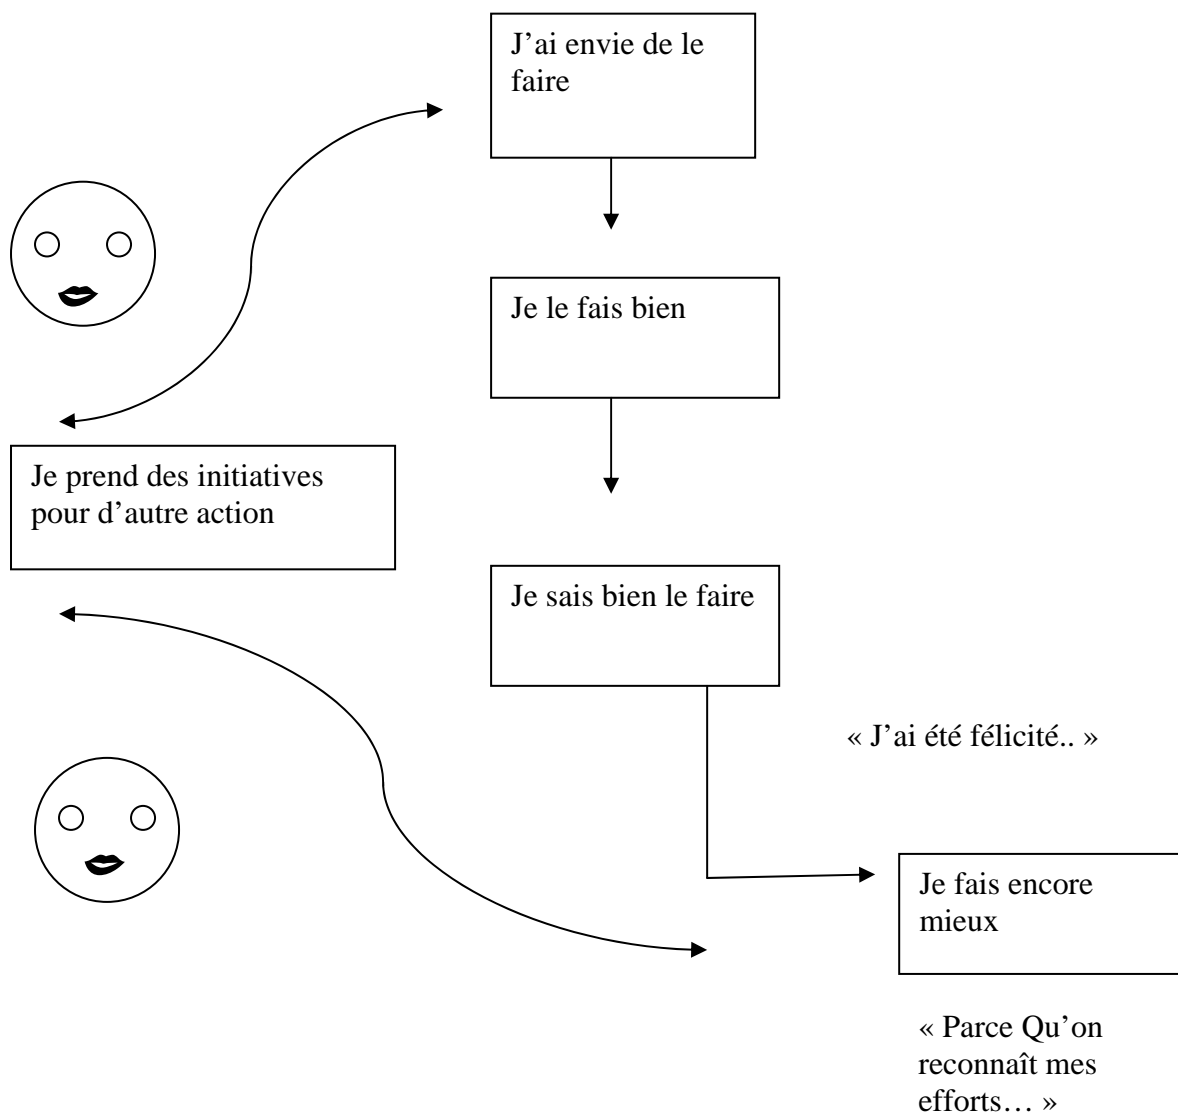 J’ai envie de le
faire
Je le fais bien
Je prend des initiatives
pour d’autre action
Je sais bien le faire
« J’ai été félicité.. »
Je fais encore
mieux
« Parce Qu’on
reconnaît mes
efforts… »